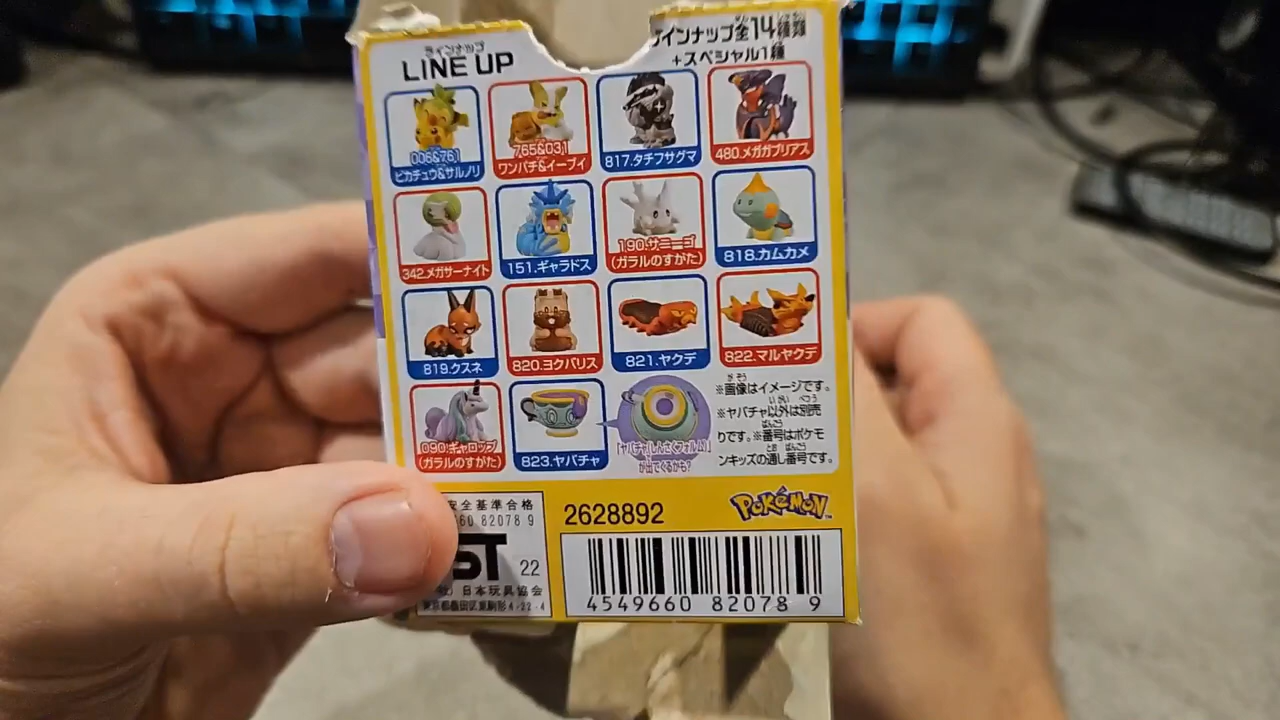 ラインナップ
LINE UP
インナップ全14種類
+スペシャル1種
006&761
ピカチュウ&サルノリ
765&031
ワンパチ&イーブイ
817.タチフサグマ
480.メガガブリアス
342.メガサーナイト
151.ギャラドス
190.サニーゴ
(ガラルのすがた)
818.カムカメ
819.クスネ
820.ヨクバリス
821.ヤクデ
822.マルヤクデ
090.ギャロップ
(ガラルのすがた)
823.ヤバチャ
「ヤバチャ(しんさくフォルム)」
が出てくるかも?
※画像はイメージです。
※ヤバチャ以外は別売
りです。※番号はポケモ
ンキッズの通し番号です。
安全基準合格
60 82078 9
ST 22
日本玩具協会
東京都墨田区東駒形4-22-4
2628892
POKÉMON
4549660 82078 9